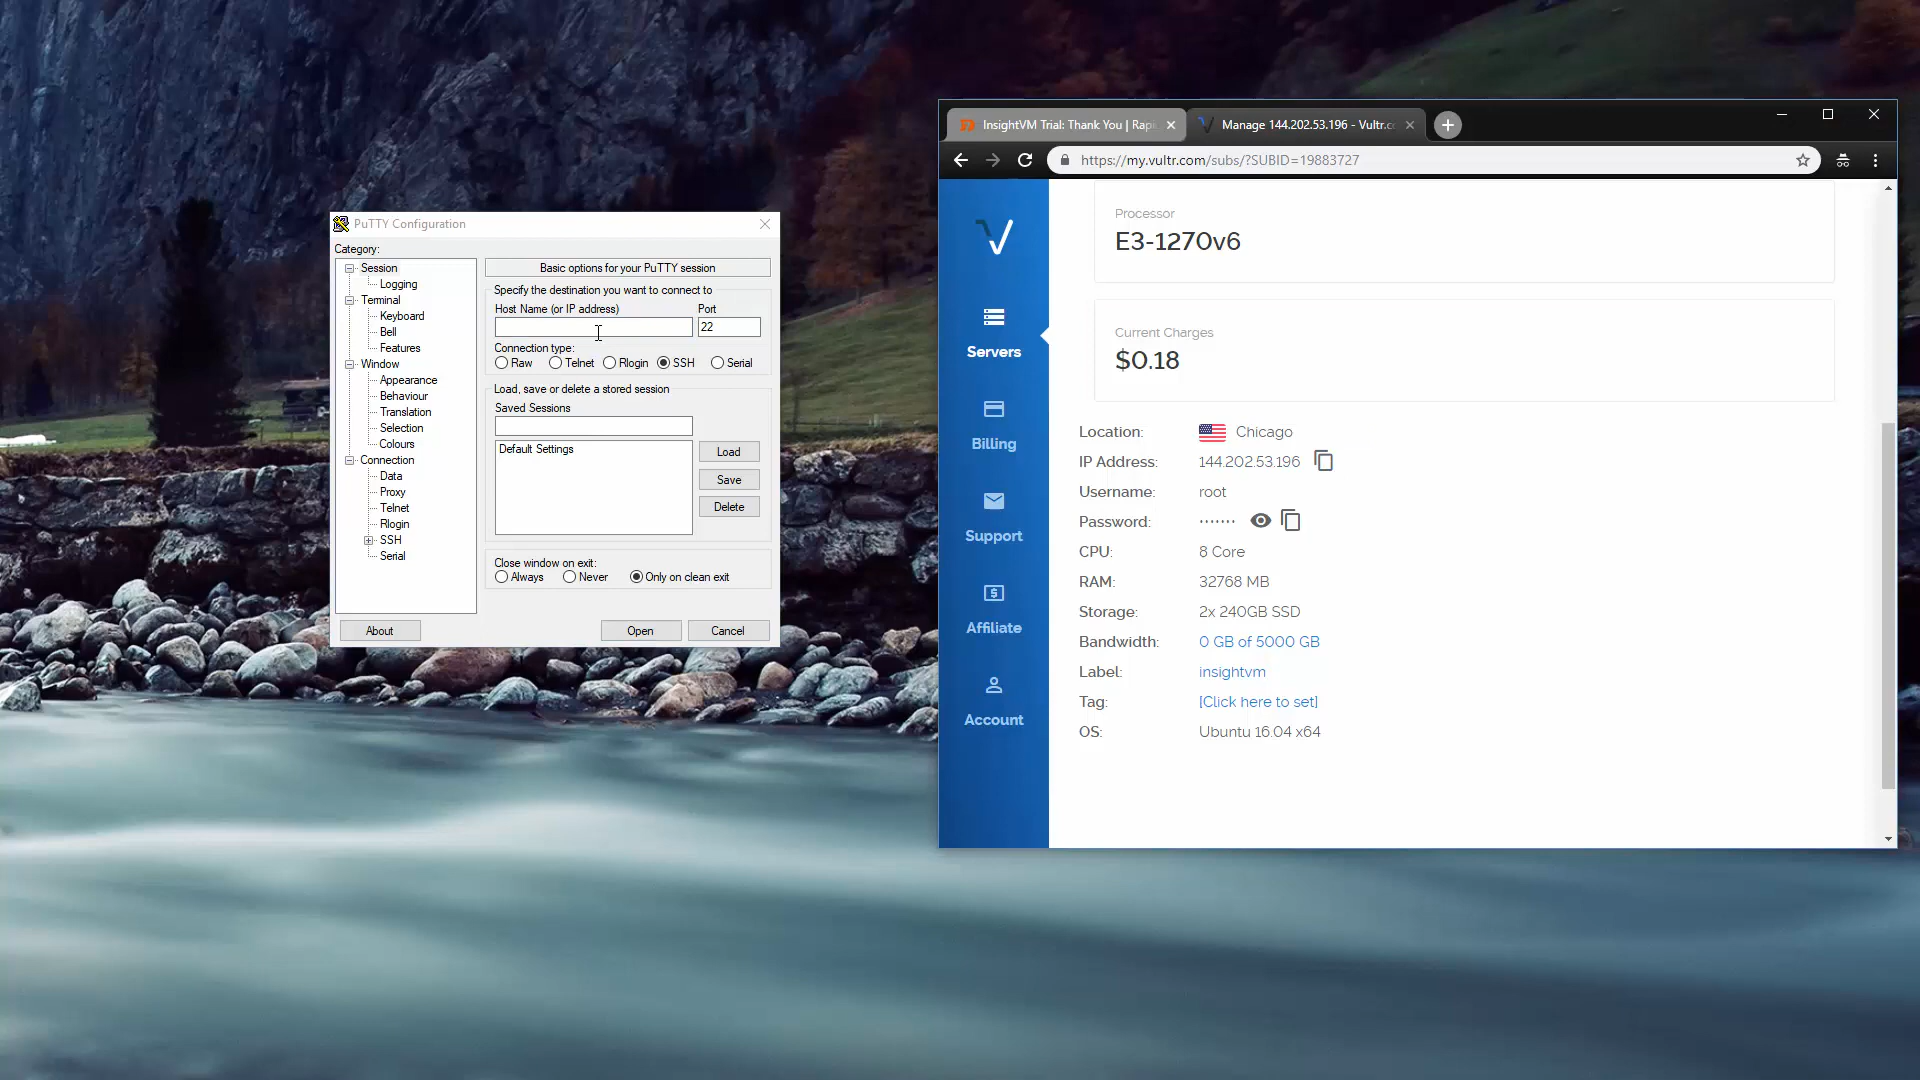 PuTTY Configuration
Category:
Session
Logging
Terminal
Keyboard
Bell
Features
Window
Appearance
Behaviour
Translation
Selection
Colours
Connection
Data
Proxy
Telnet
Rlogin
SSH
Serial
Basic options for your PuTTY session
Specify the destination you want to connect to
Host Name (or IP address)
Port
22
Connection type:
Raw
Telnet
Rlogin
SSH
Serial
Load, save or delete a stored session
Saved Sessions
Default Settings
Load
Save
Delete
Close window on exit:
Always
Never
Only on clean exit
About
Open
Cancel
InsightVM Trial: Thank You | Rapi
Manage 144.202.53.196 - Vultr.c
https://my.vultr.com/subs/?SUBID=19883727
Servers
Billing
Support
Affiliate
Account
Processor
E3-1270v6
Current Charges
$0.18
Location: Chicago
IP Address: 144.202.53.196
Username: root
Password: ·······
CPU: 8 Core
RAM: 32768 MB
Storage: 2x 240GB SSD
Bandwidth: 0 GB of 5000 GB
Label: insightvm
Tag: [Click here to set]
OS: Ubuntu 16.04 x64